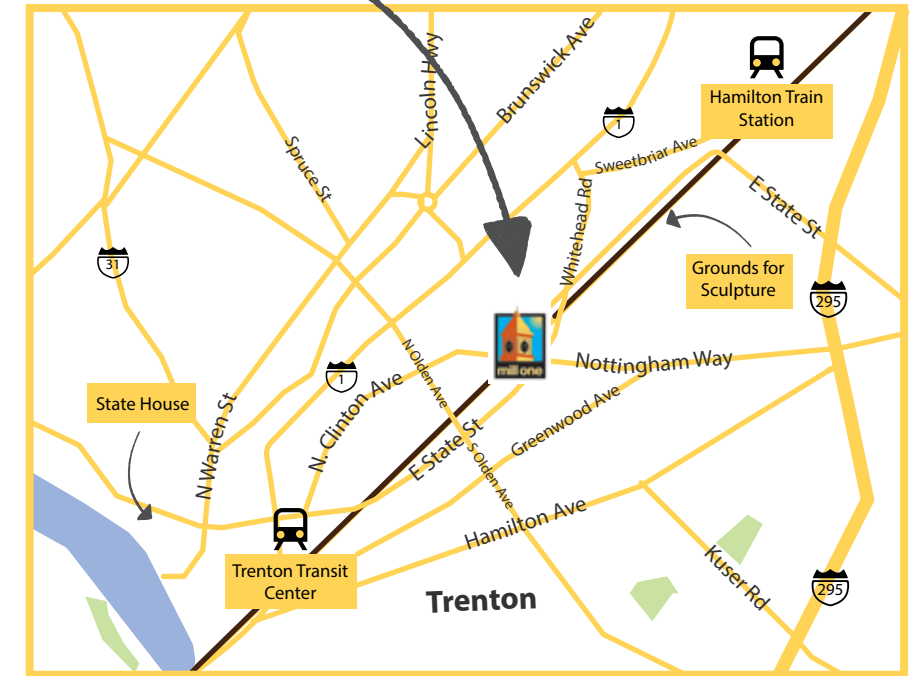 Lincoln Hwy
Brunswick Ave
Hamilton Train
Station
1
Sweetbriar Ave
Spruce St
Whitehead Rd
E State St
31
Grounds for
Sculpture
295
mill one
Nottingham Way
N Olden Ave
1
N. Clinton Ave
State House
N Warren St
Greenwood Ave
E State St
S Olden Ave
Hamilton Ave
Trenton Transit
Center
Kuser Rd
295
Trenton